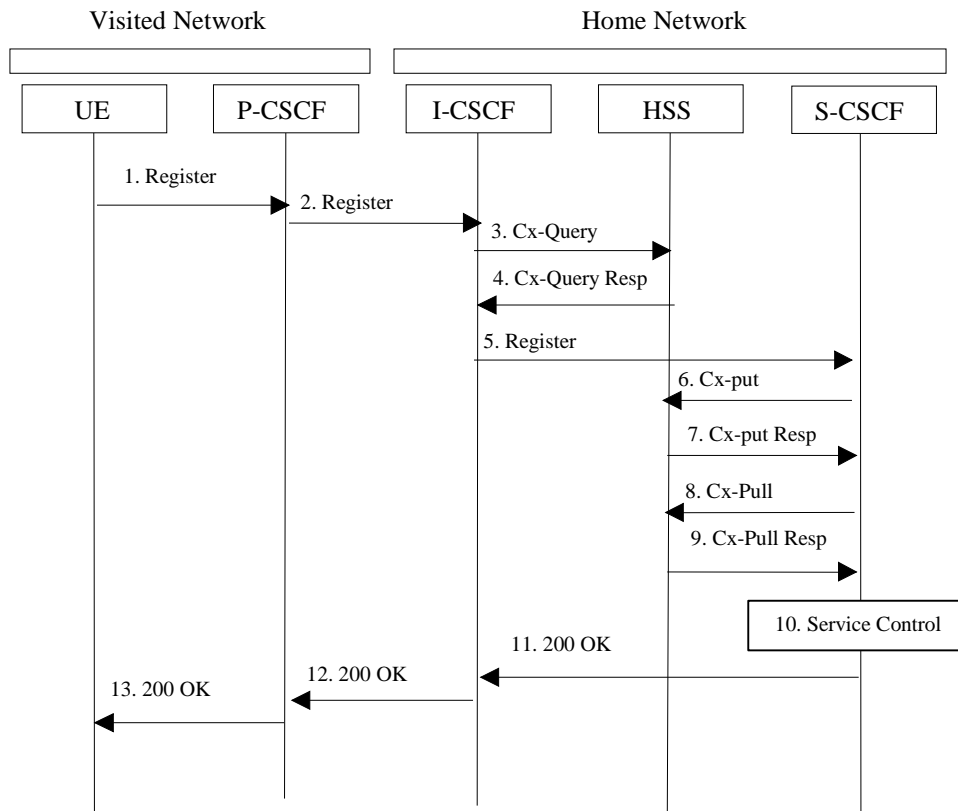 Visited Network
Home Network
UE
P-CSCF
I-CSCF
HSS
S-CSCF
1. Register
2. Register
3. Cx-Query
4. Cx-Query Resp
5. Register
6. Cx-put
7. Cx-put Resp
8. Cx-Pull
9. Cx-Pull Resp
10. Service Control
11. 200 OK
12. 200 OK
13. 200 OK